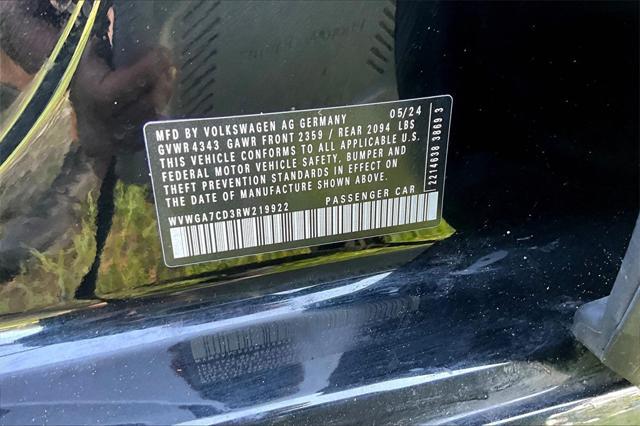 MFD BY VOLKSWAGEN AG GERMANY 05/24
GVWR 4343 GAWR FRONT 2359 / REAR 2094 LBS
THIS VEHICLE CONFORMS TO ALL APPLICABLE U.S.
FEDERAL MOTOR VEHICLE SAFETY, BUMPER AND
THEFT PREVENTION STANDARDS IN EFFECT ON
THE DATE OF MANUFACTURE SHOWN ABOVE.
WVWGA7CD3RW219922 PASSENGER CAR
2214638 3869 3